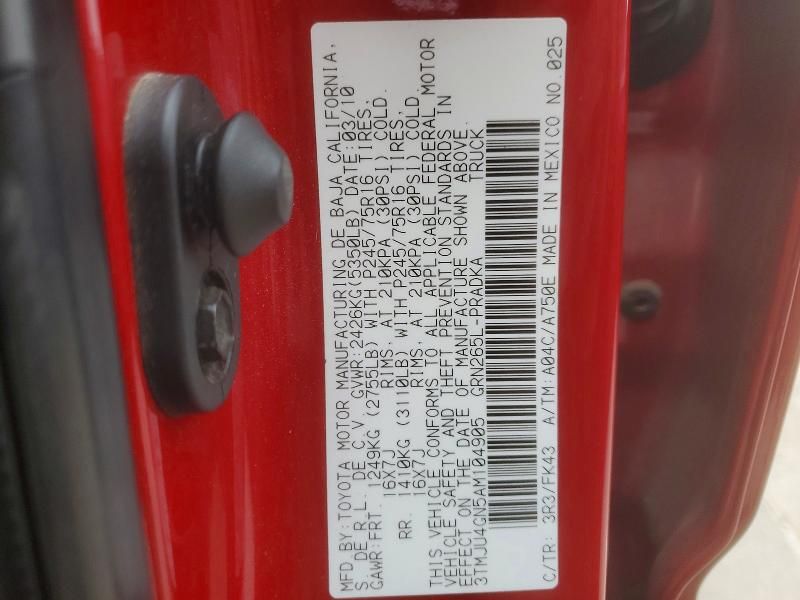 MFD.BY:TOYOTA MOTOR MANUFACTURING DE BAJA CALIFORNIA,
S. DE R.L. DE C.V. GVWR:2426KG(5350LB) DATE:03/10
GAWR:FRT. 1249KG (2755LB) WITH P245/75R16 TIRES,
16X7J RIMS, AT 210KPA (30PSI) COLD.
RR. 1410KG (3110LB) WITH P245/75R16 TIRES,
16X7J RIMS, AT 210KPA (30PSI) COLD.
THIS VEHICLE CONFORMS TO ALL APPLICABLE FEDERAL MOTOR
VEHICLE SAFETY AND THEFT PREVENTION STANDARDS IN
EFFECT ON THE DATE OF MANUFACTURE SHOWN ABOVE.
3TMJU4GN5AM104905 GRN265L-PRADKA TRUCK
C/TR: 3R3/FK43 A/TM:A04C/A750E MADE IN MEXICO NO.025